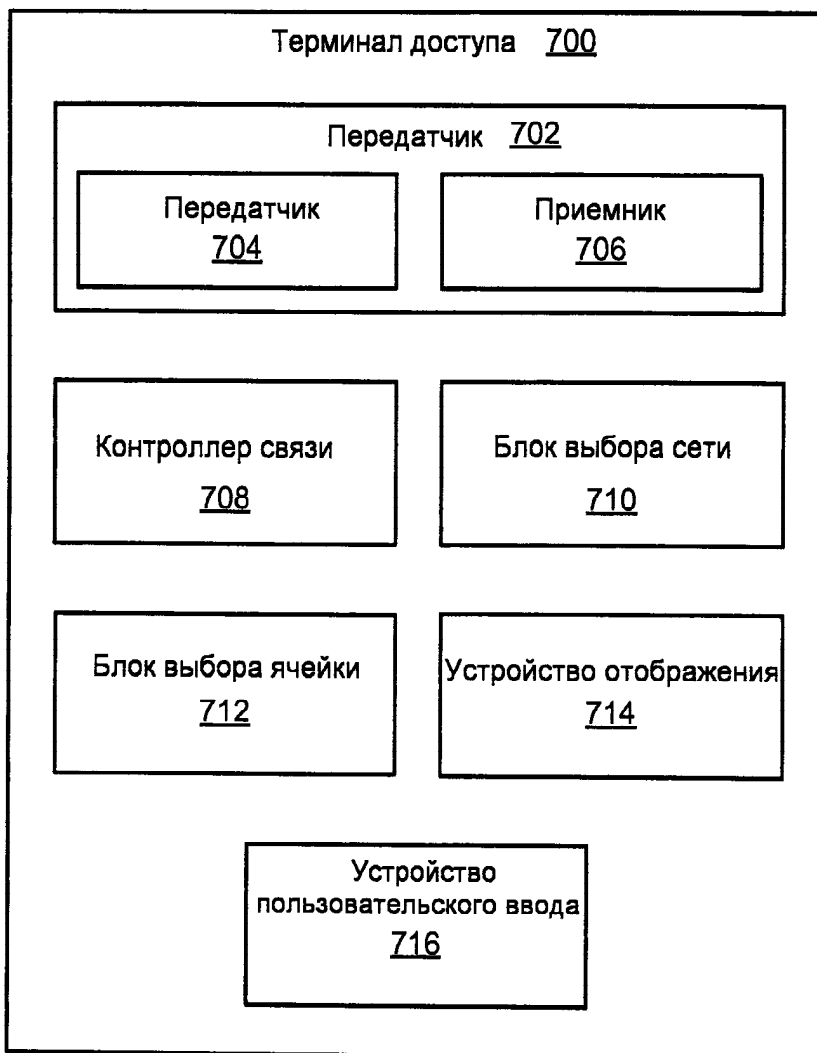 Терминал доступа 700
Передатчик 702
Передатчик
704
Приемник
706
Контроллер связи
708
Блок выбора сети
710
Блок выбора ячейки
712
Устройство отображения
714
Устройство
пользовательского ввода
716